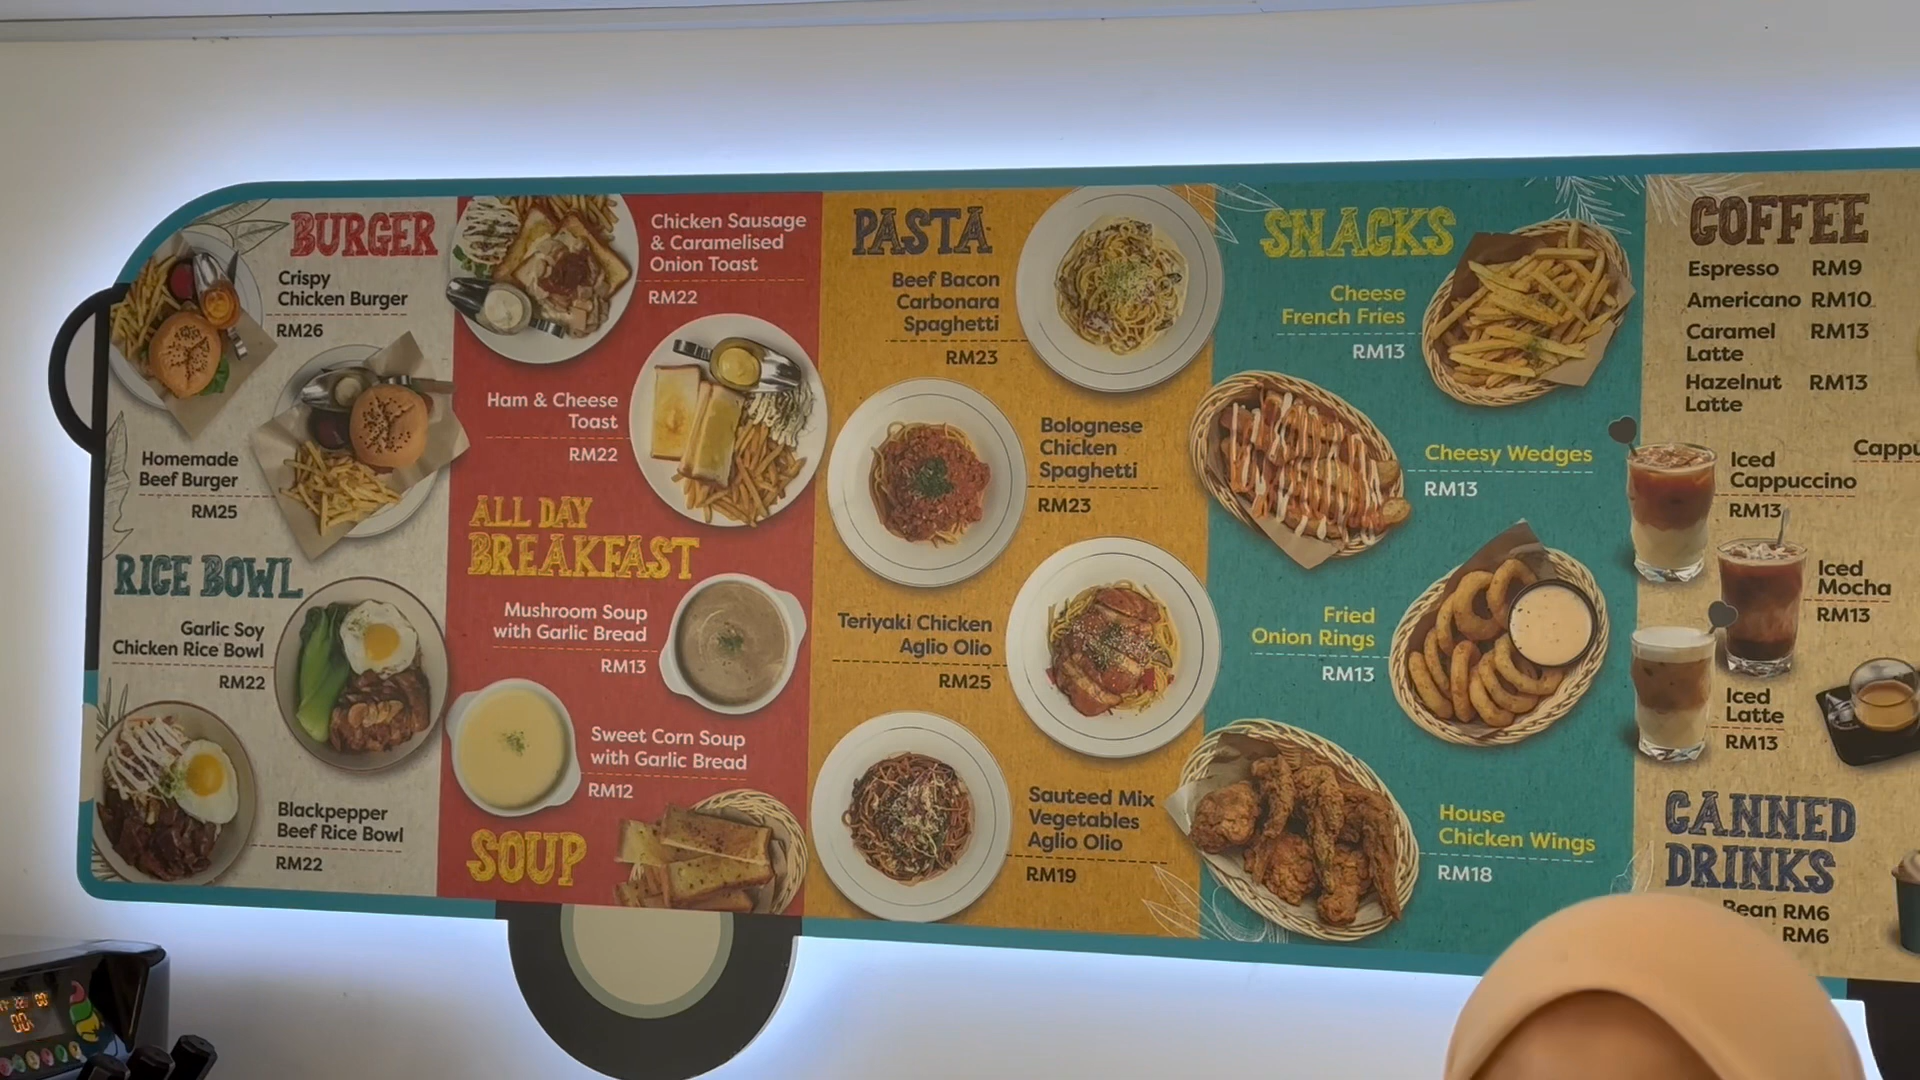 BURGER
Crispy
Chicken Burger
RM26
Homemade
Beef Burger
RM25
RICE BOWL
Garlic Soy
Chicken Rice Bowl
RM22
Blackpepper
Beef Rice Bowl
RM22
Chicken Sausage
& Caramelised
Onion Toast
RM22
Ham & Cheese
Toast
RM22
ALL DAY
BREAKFAST
Mushroom Soup
with Garlic Bread
RM13
Sweet Corn Soup
with Garlic Bread
RM12
SOUP
PASTA
Beef Bacon
Carbonara
Spaghetti
RM23
Bolognese
Chicken
Spaghetti
RM23
Teriyaki Chicken
Aglio Olio
RM25
Sauteed Mix
Vegetables
Aglio Olio
RM19
SNACKS
Cheese
French Fries
RM13
Cheesy Wedges
RM13
Fried
Onion Rings
RM13
House
Chicken Wings
RM18
COFFEE
Espresso RM9
Americano RM10
Caramel RM13
Latte
Hazelnut RM13
Latte
Cappu
Iced
Cappuccino
RM13
Iced
Mocha
RM13
Iced
Latte
RM13
CANNED
DRINKS
Bean RM6
RM6